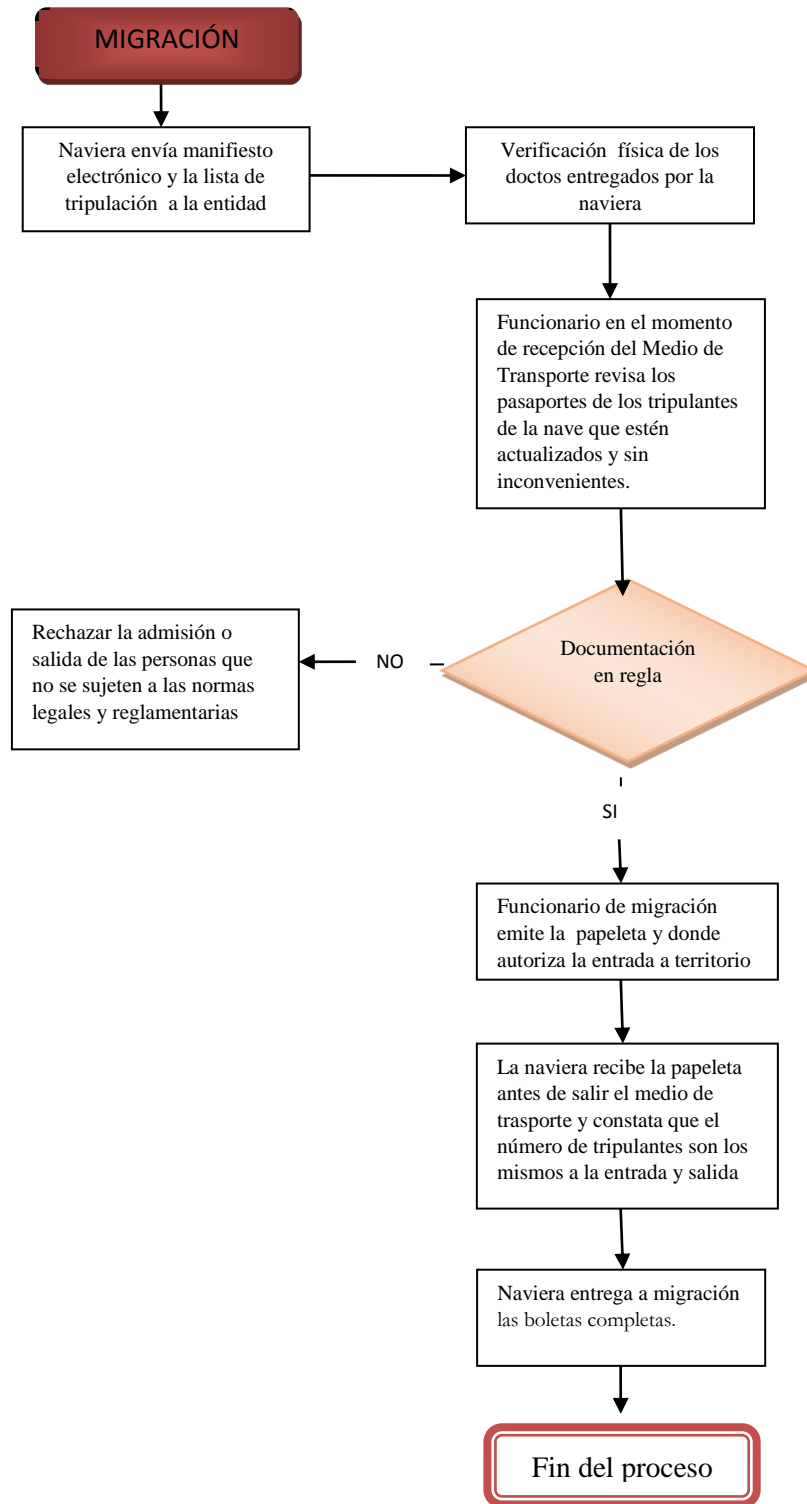 MIGRACIÓN
Naviera envía manifiesto
electrónico y la lista de
tripulación a la entidad
Verificación física de los
doctos entregados por la
naviera
Funcionario en el momento
de recepción del Medio de
Transporte revisa los
pasaportes de los tripulantes
de la nave que estén
actualizados y sin
inconvenientes.
Documentación
en regla
NO
Rechazar la admisión o
salida de las personas que
no se sujeten a las normas
legales y reglamentarias
SI
Funcionario de migración
emite la papeleta y donde
autoriza la entrada a territorio
La naviera recibe la papeleta
antes de salir el medio de
trasporte y constata que el
número de tripulantes son los
mismos a la entrada y salida
Naviera entrega a migración
las boletas completas.
Fin del proceso